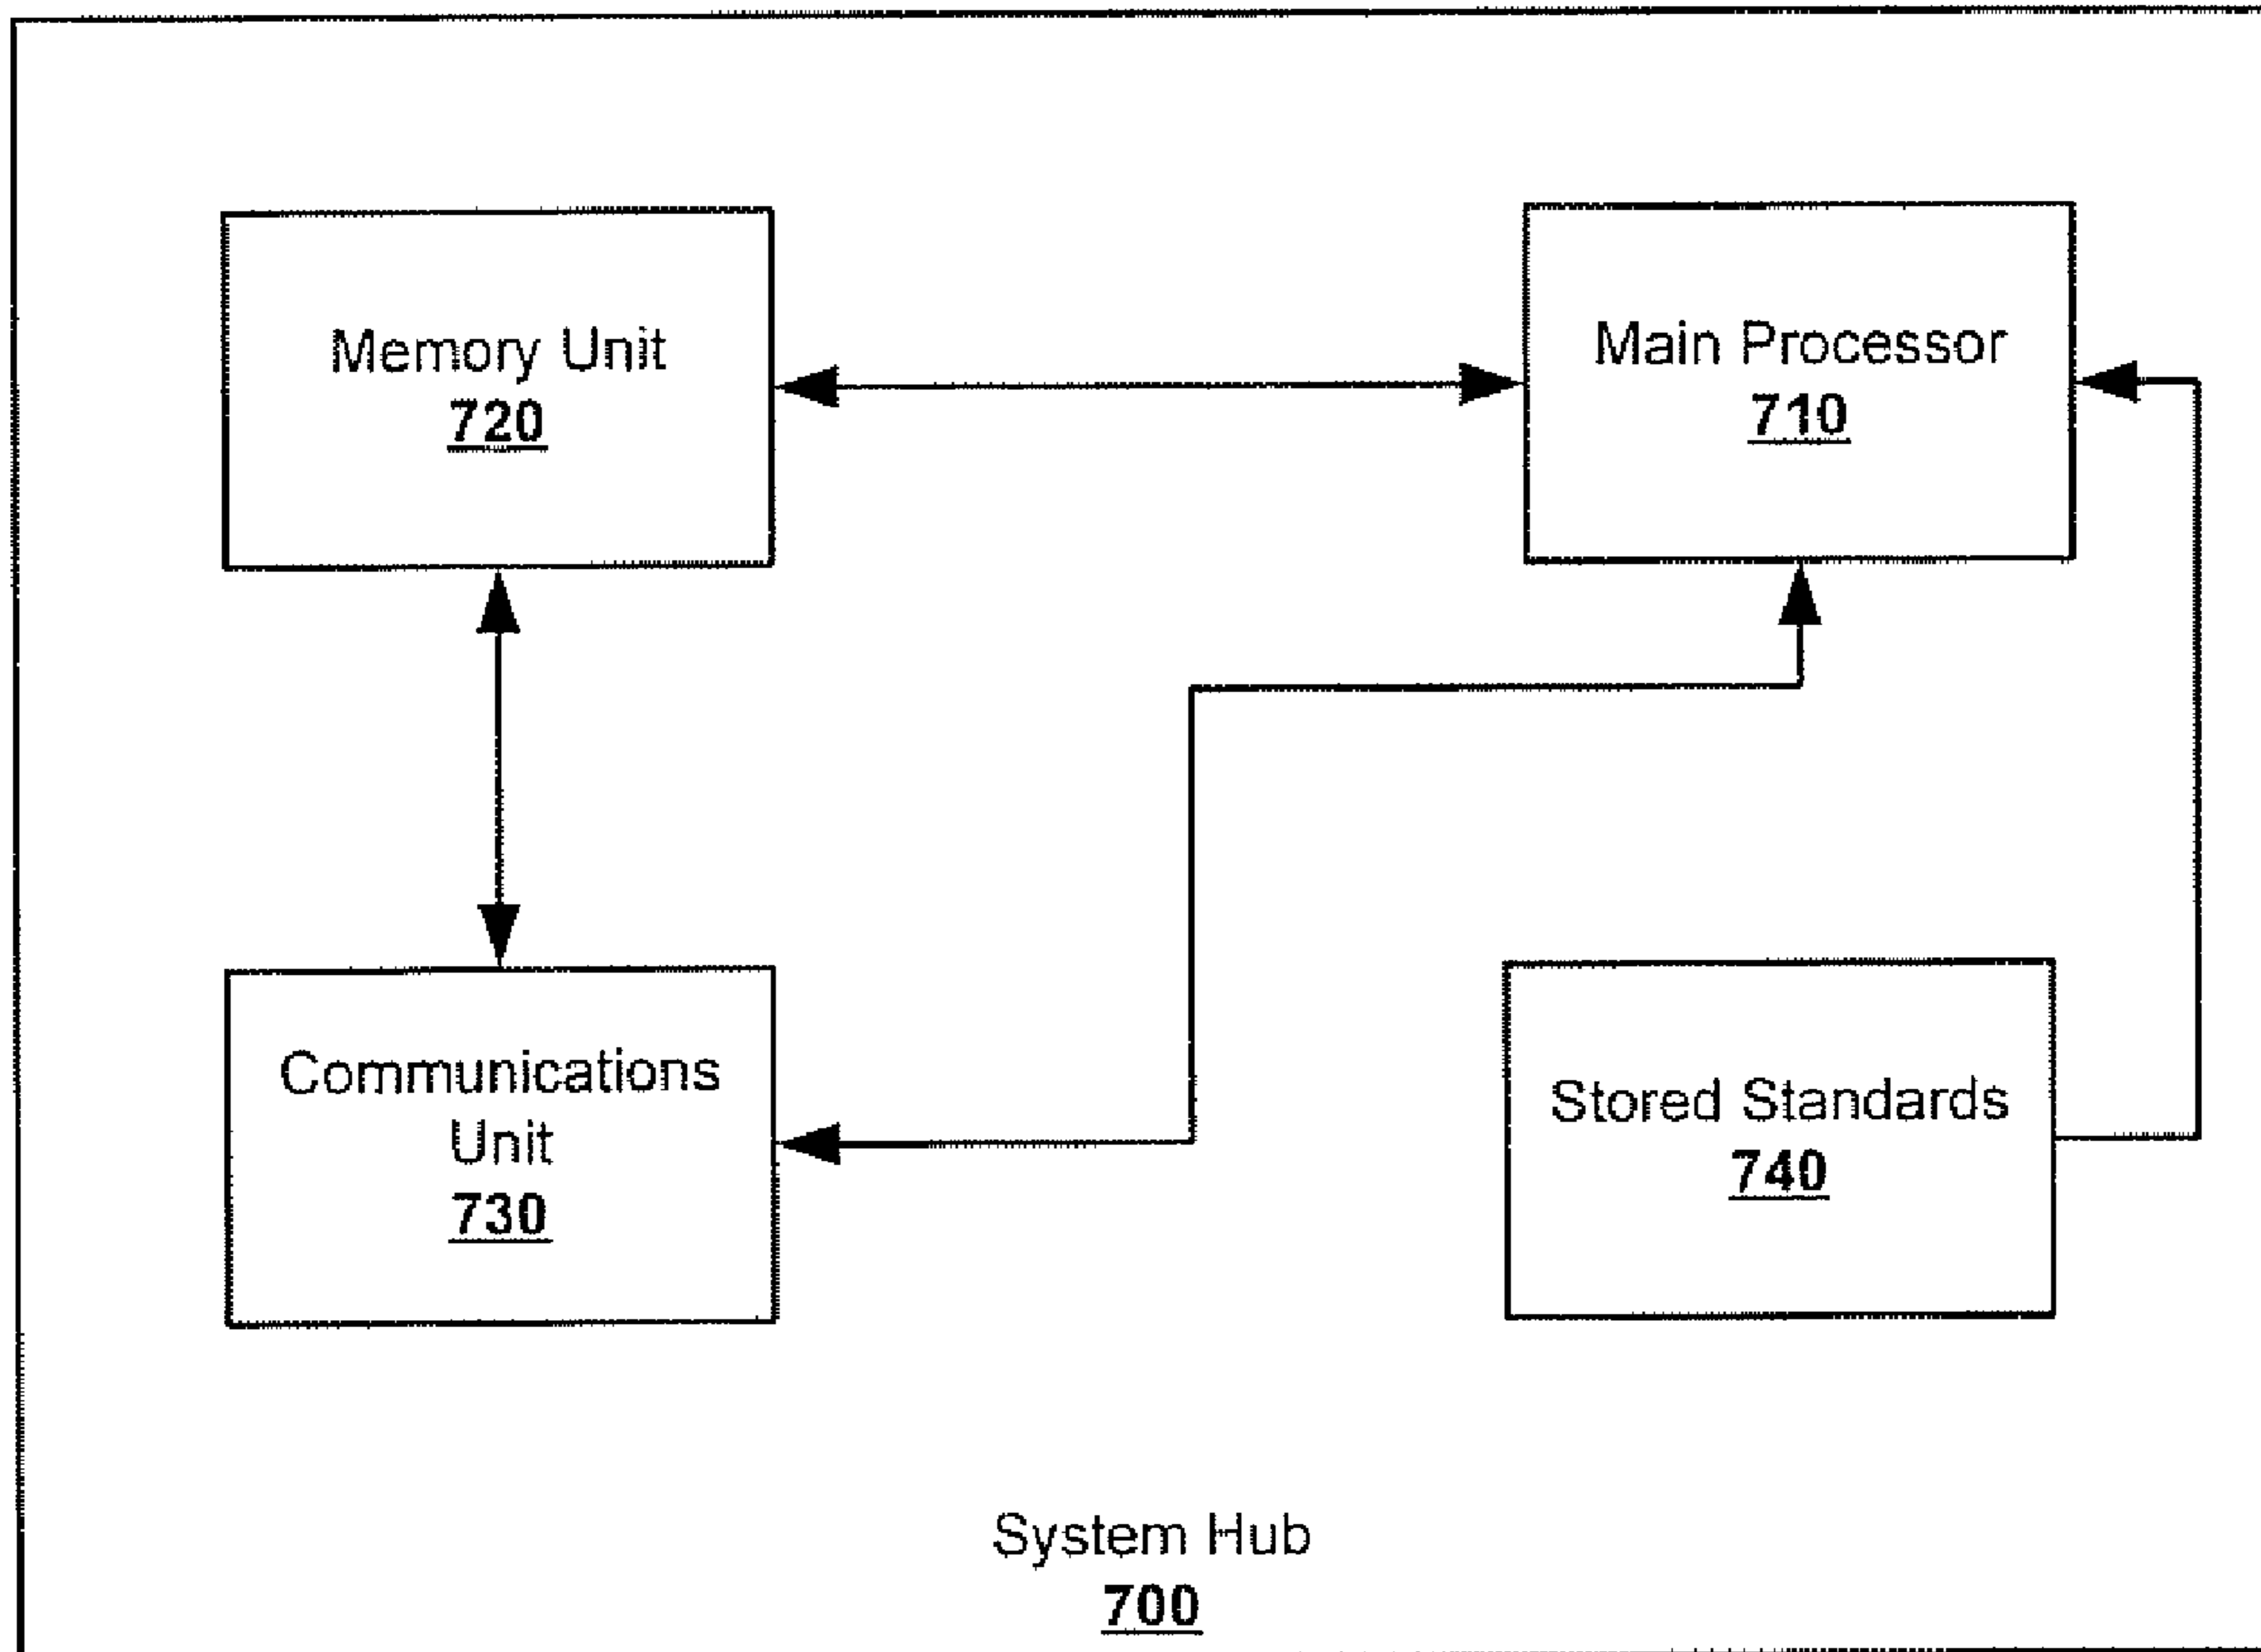 Memory Unit
720
Main Processor
710
Communications
Unit
730
Stored Standards
740
System Hub
700